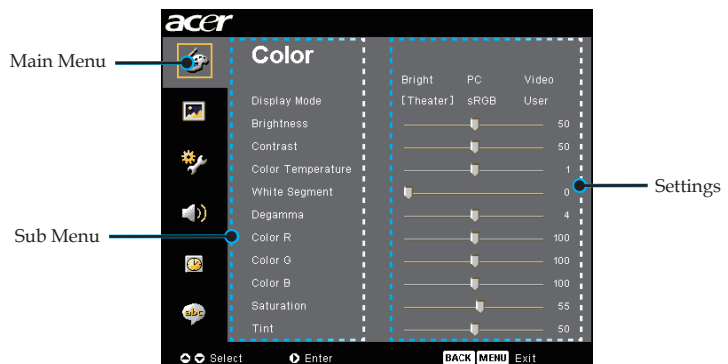 acer
Main Menu
Color
Bright PC Video
Display Mode [Theater] sRGB User
Brightness 50
Contrast 50
Color Temperature 1
White Segment 0
Settings
Degamma 4
Sub Menu
Color R 100
Color G 100
Color B 100
abc
Saturation 55
Tint 50
Select Enter BACK MENU Exit